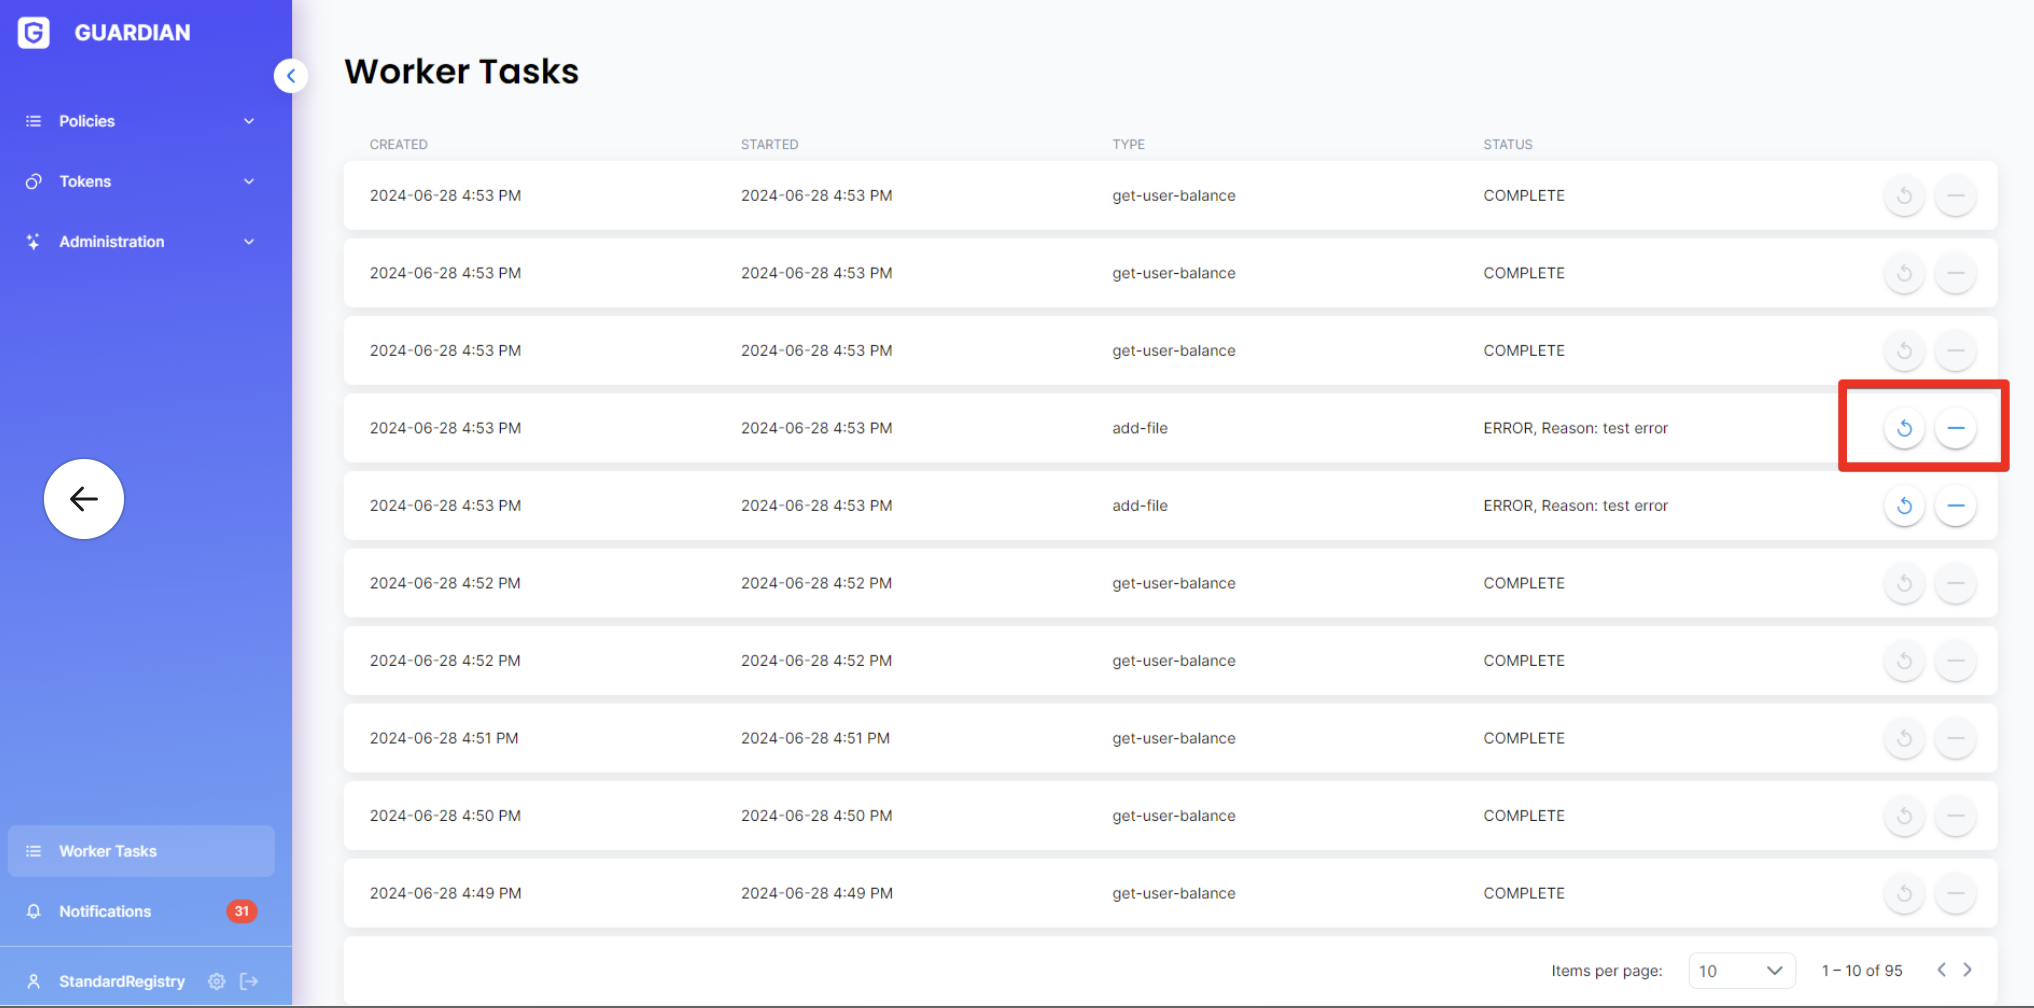 GUARDIAN
Policies
Tokens
Administration
Worker Tasks
Notifications 31
StandardRegistry
Worker Tasks
CREATED STARTED TYPE STATUS
2024-06-28 4:53 PM 2024-06-28 4:53 PM get-user-balance COMPLETE
2024-06-28 4:53 PM 2024-06-28 4:53 PM get-user-balance COMPLETE
2024-06-28 4:53 PM 2024-06-28 4:53 PM get-user-balance COMPLETE
2024-06-28 4:53 PM 2024-06-28 4:53 PM add-file ERROR, Reason: test error
2024-06-28 4:53 PM 2024-06-28 4:53 PM add-file ERROR, Reason: test error
2024-06-28 4:52 PM 2024-06-28 4:52 PM get-user-balance COMPLETE
2024-06-28 4:52 PM 2024-06-28 4:52 PM get-user-balance COMPLETE
2024-06-28 4:51 PM 2024-06-28 4:51 PM get-user-balance COMPLETE
2024-06-28 4:50 PM 2024-06-28 4:50 PM get-user-balance COMPLETE
2024-06-28 4:49 PM 2024-06-28 4:49 PM get-user-balance COMPLETE
Items per page: 10 1 – 10 of 95